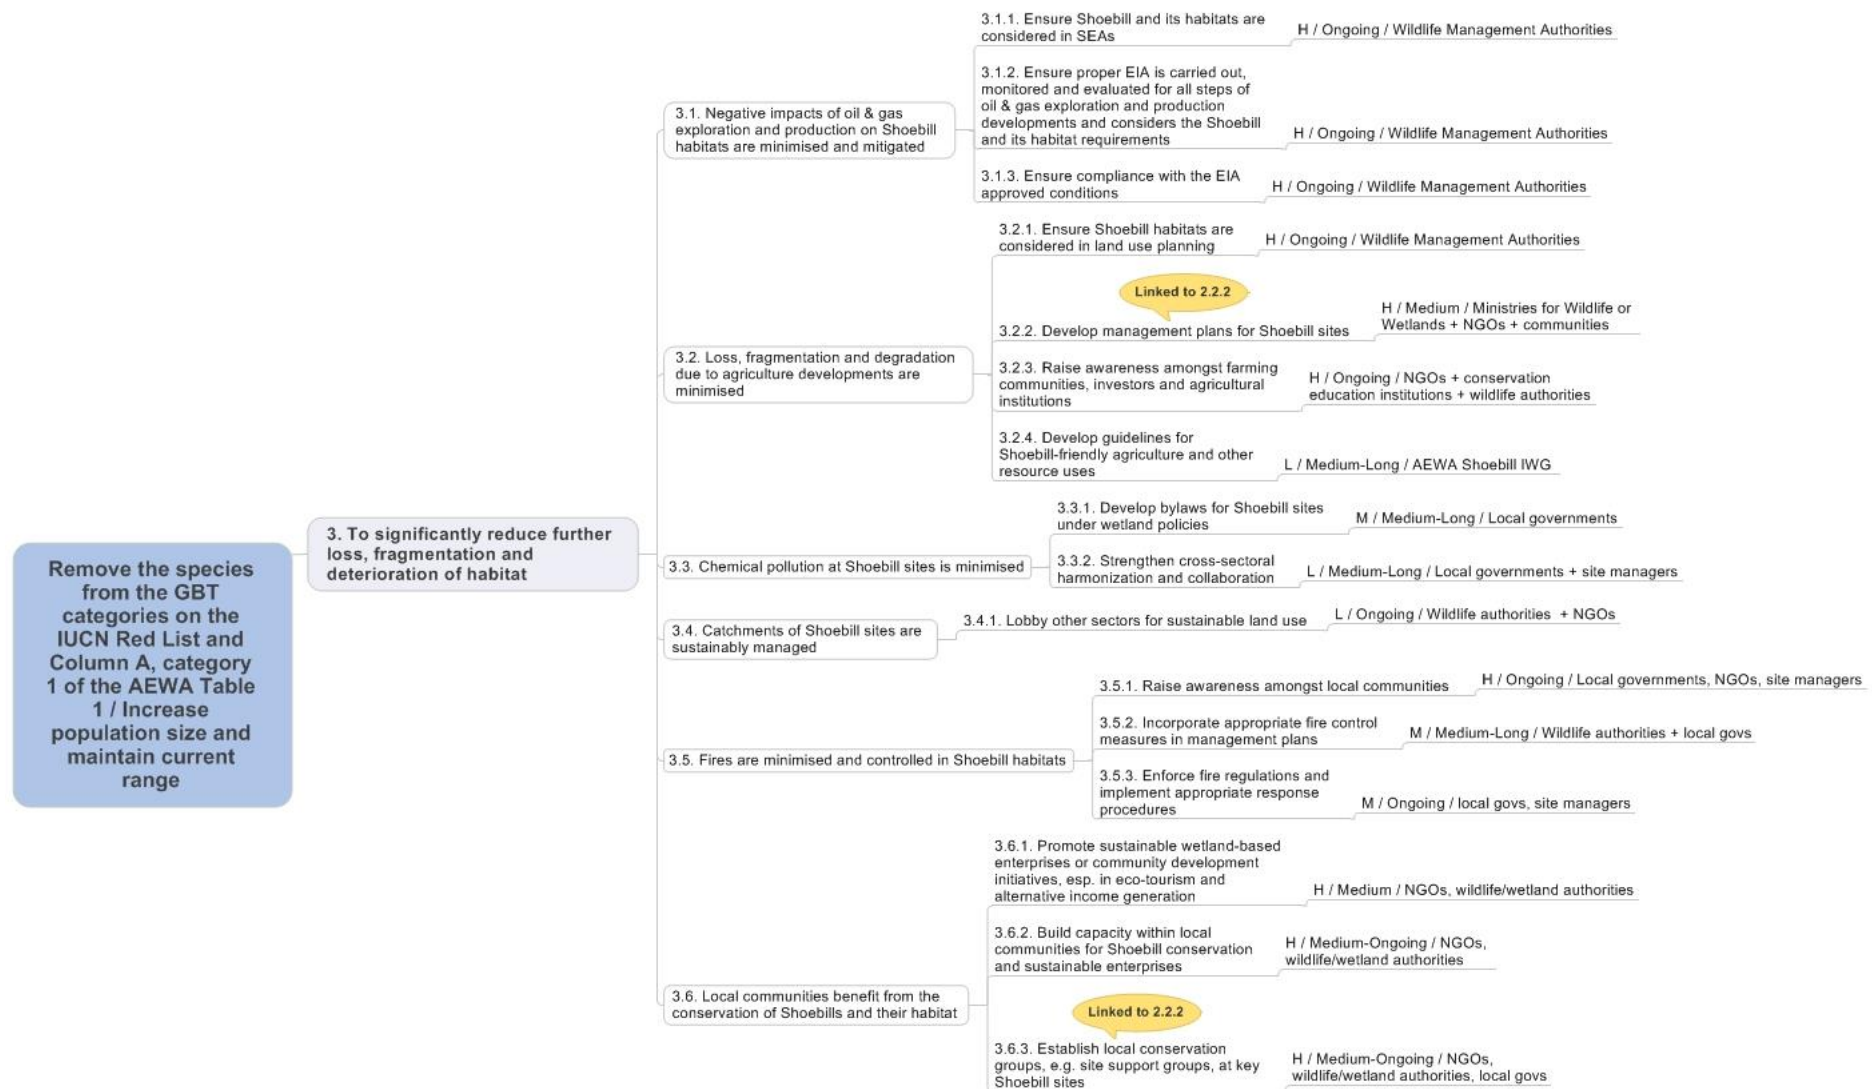 Remove the species
from the GBT
categories on the
IUCN Red List and
Column A, category
1 of the AEWA Table
1 / Increase
population size and
maintain current
range
3. To significantly reduce further
loss, fragmentation and
deterioration of habitat
3.1. Negative impacts of oil & gas
exploration and production on Shoebill
habitats are minimised and mitigated
3.1.1. Ensure Shoebill and its habitats are
considered in SEAs
H / Ongoing / Wildlife Management Authorities
3.1.2. Ensure proper EIA is carried out,
monitored and evaluated for all steps of
oil & gas exploration and production
developments and considers the Shoebill
and its habitat requirements
H / Ongoing / Wildlife Management Authorities
3.1.3. Ensure compliance with the EIA
approved conditions
H / Ongoing / Wildlife Management Authorities
3.2. Loss, fragmentation and degradation
due to agriculture developments are
minimised
3.2.1. Ensure Shoebill habitats are
considered in land use planning
H / Ongoing / Wildlife Management Authorities
Linked to 2.2.2
3.2.2. Develop management plans for Shoebill sites
H / Medium / Ministries for Wildlife or
Wetlands + NGOs + communities
3.2.3. Raise awareness amongst farming
communities, investors and agricultural
institutions
H / Ongoing / NGOs + conservation
education institutions + wildlife authorities
3.2.4. Develop guidelines for
Shoebill-friendly agriculture and other
resource uses
L / Medium-Long / AEWA Shoebill IWG
3.3. Chemical pollution at Shoebill sites is minimised
3.3.1. Develop bylaws for Shoebill sites
under wetland policies
M / Medium-Long / Local governments
3.3.2. Strengthen cross-sectoral
harmonization and collaboration
L / Medium-Long / Local governments + site managers
3.4. Catchments of Shoebill sites are
sustainably managed
3.4.1. Lobby other sectors for sustainable land use
L / Ongoing / Wildlife authorities + NGOs
3.5. Fires are minimised and controlled in Shoebill habitats
3.5.1. Raise awareness amongst local communities
H / Ongoing / Local governments, NGOs, site managers
3.5.2. Incorporate appropriate fire control
measures in management plans
M / Medium-Long / Wildlife authorities + local govs
3.5.3. Enforce fire regulations and
implement appropriate response
procedures
M / Ongoing / local govs, site managers
3.6. Local communities benefit from the
conservation of Shoebills and their habitat
3.6.1. Promote sustainable wetland-based
enterprises or community development
initiatives, esp. in eco-tourism and
alternative income generation
H / Medium / NGOs, wildlife/wetland authorities
3.6.2. Build capacity within local
communities for Shoebill conservation
and sustainable enterprises
H / Medium-Ongoing / NGOs,
wildlife/wetland authorities
Linked to 2.2.2
3.6.3. Establish local conservation
groups, e.g. site support groups, at key
Shoebill sites
H / Medium-Ongoing / NGOs,
wildlife/wetland authorities, local govs